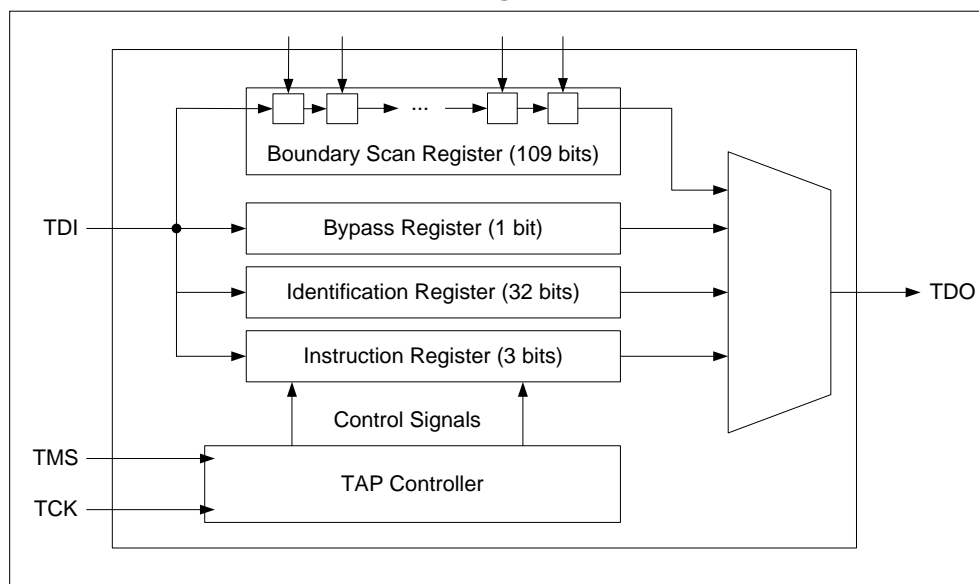 ...
Boundary Scan Register (109 bits)
TDI
Bypass Register (1 bit)
Identification Register (32 bits)
TDO
Instruction Register (3 bits)
Control Signals
TMS
TAP Controller
TCK